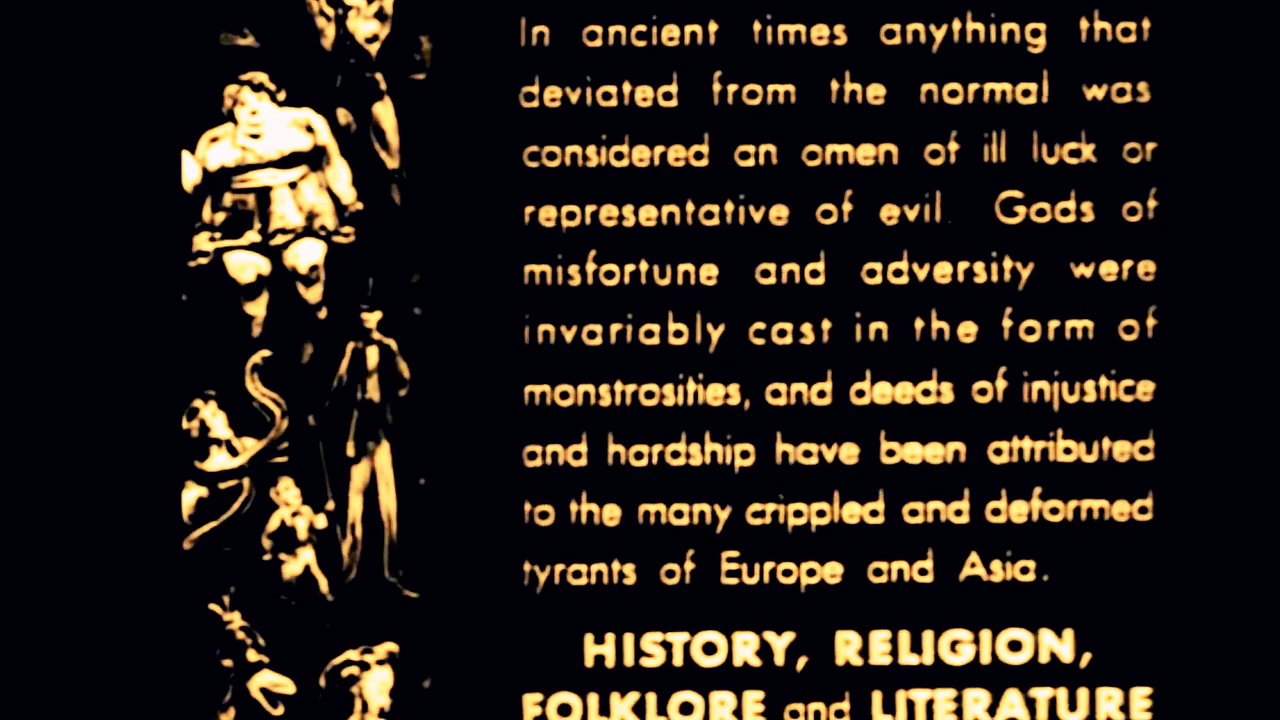 In ancient times anything that
deviated from the normal was
considered an omen of ill luck or
representative of evil. Gods of
misfortune and adversity were
invariably cast in the form of
monstrosities, and deeds of injustice
and hardship have been attributed
to the many crippled and deformed
tyrants of Europe and Asia.
HISTORY, RELIGION,
FOLKLORE and LITERATURE